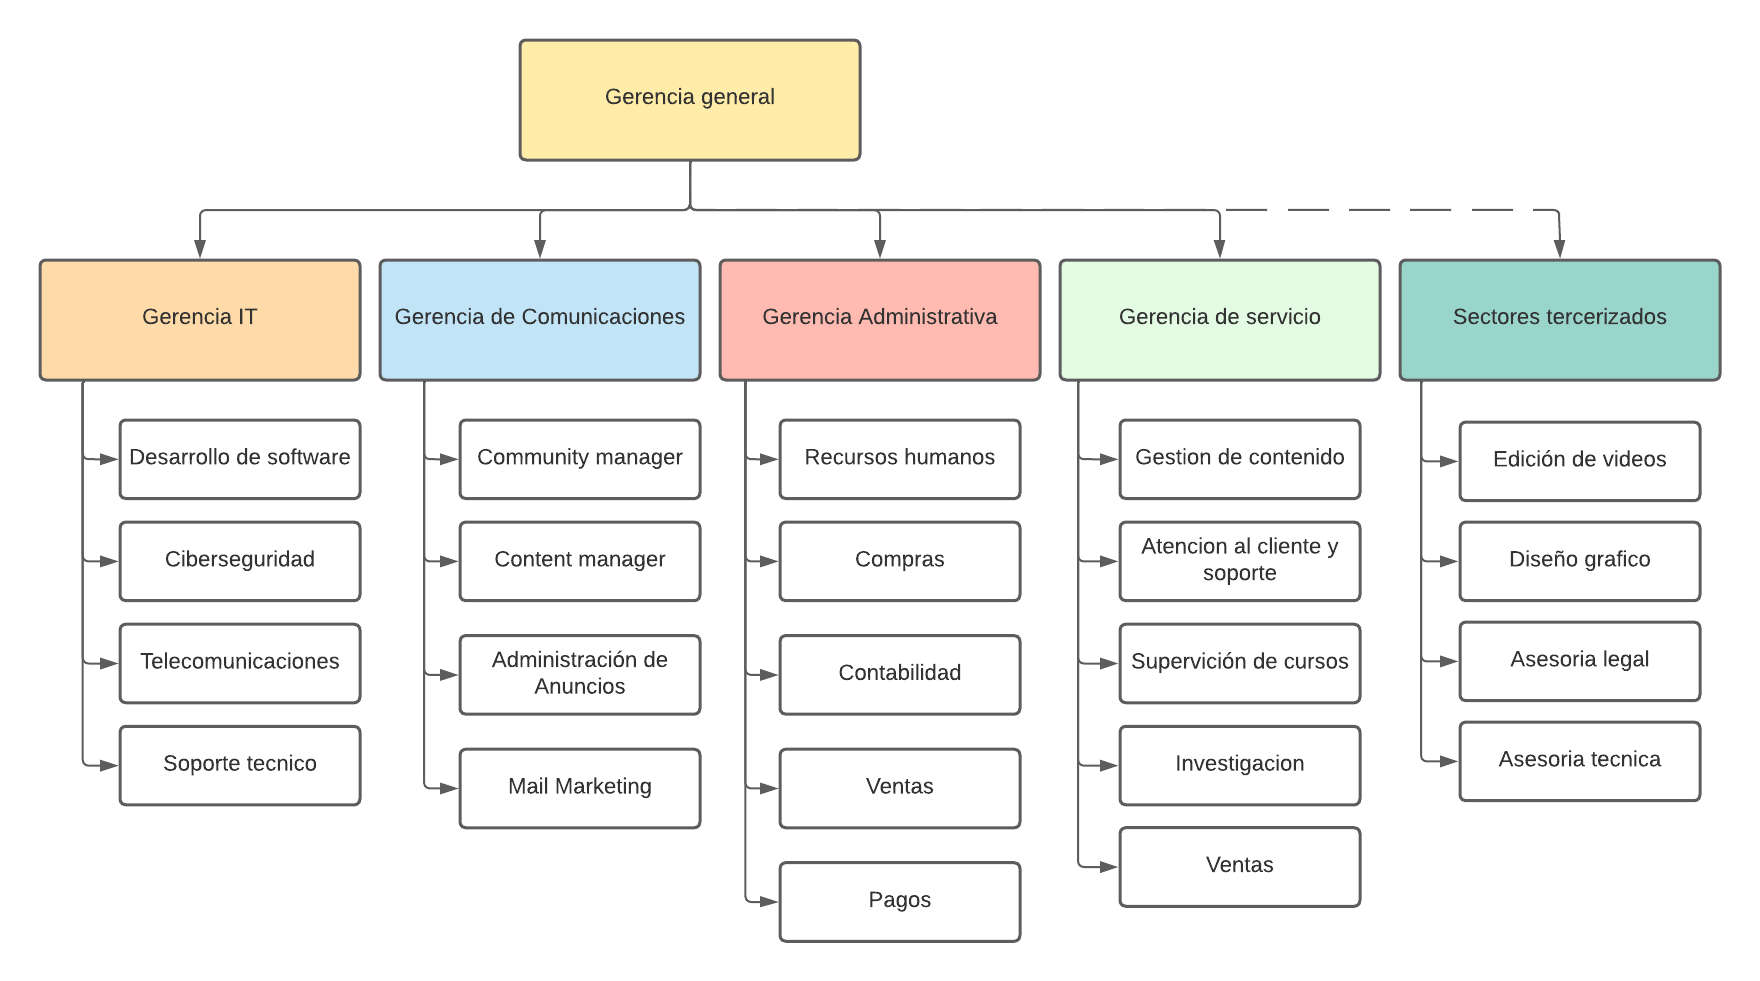 Gerencia general
Gerencia IT
Gerencia de Comunicaciones
Gerencia Administrativa
Gerencia de servicio
Sectores tercerizados
Desarrollo de software
Ciberseguridad
Telecomunicaciones
Soporte tecnico
Community manager
Content manager
Administración de
Anuncios
Mail Marketing
Recursos humanos
Compras
Contabilidad
Ventas
Pagos
Gestion de contenido
Atencion al cliente y
soporte
Supervición de cursos
Investigacion
Ventas
Edición de videos
Diseño grafico
Asesoria legal
Asesoria tecnica